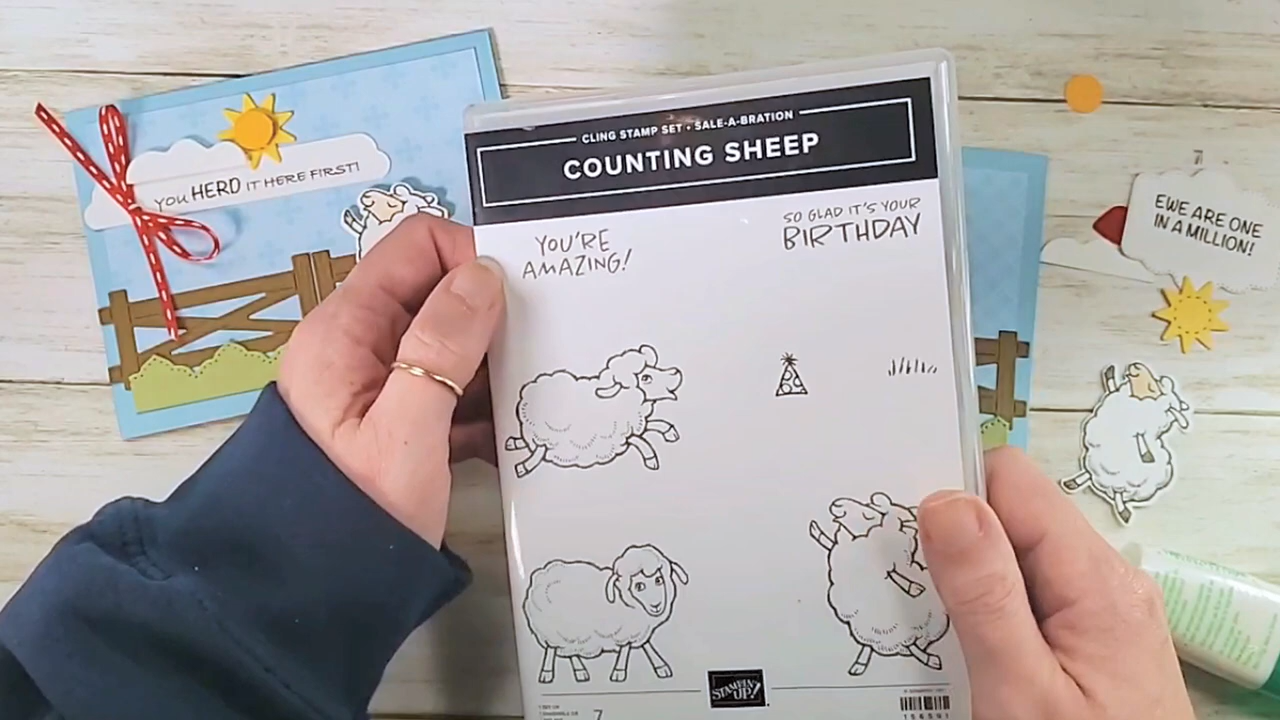 YOU HERD IT HERE FIRST!
CLING STAMP SET • SALE-A-BRATION
COUNTING SHEEP
YOU'RE
AMAZING!
SO GLAD IT'S YOUR
BIRTHDAY
EWE ARE ONE
IN A MILLION!
STAMPIN'
UP!
7